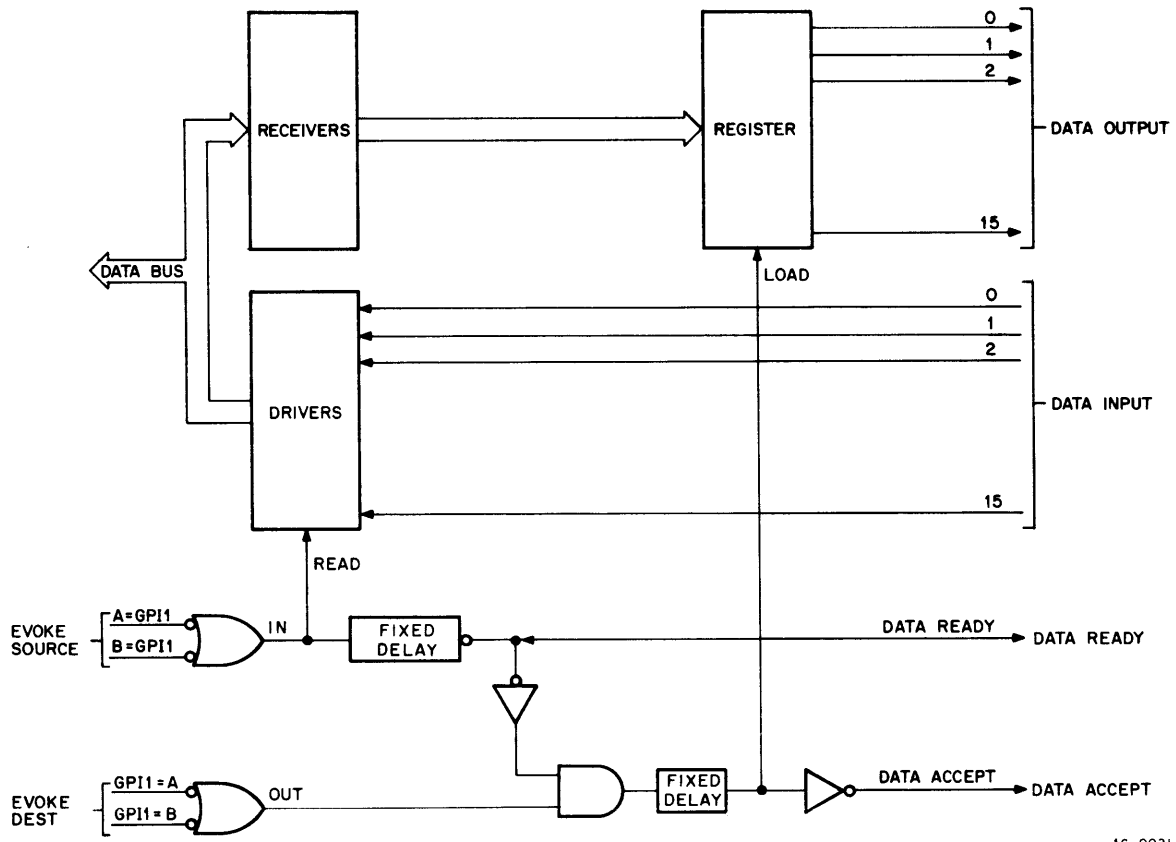 0
1
2
RECEIVERS
REGISTER
DATA OUTPUT
15
DATA BUS
LOAD
0
1
2
DRIVERS
DATA INPUT
15
READ
EVOKE
SOURCE
A=GPI1
B=GPI1
IN
FIXED
DELAY
DATA READY
DATA READY
EVOKE
DEST
GPI1=A
GPI1=B
OUT
FIXED
DELAY
DATA ACCEPT
DATA ACCEPT